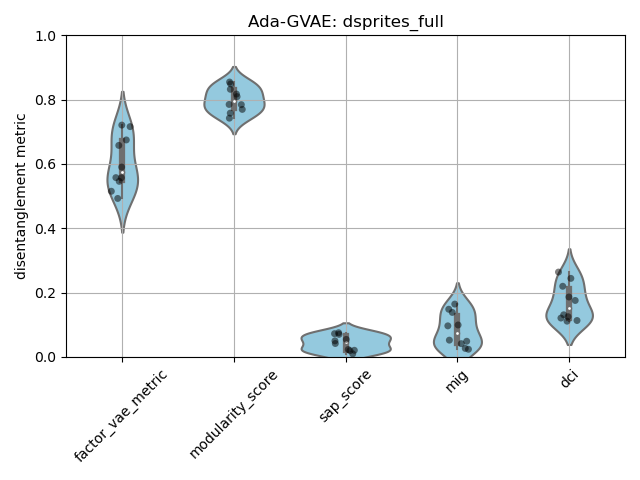 Ada-GVAE: dsprites_full
disentanglement metric
1.0
0.8
0.6
0.4
0.2
0.0
factor_vae_metric
modularity_score
sap_score
mig
dci